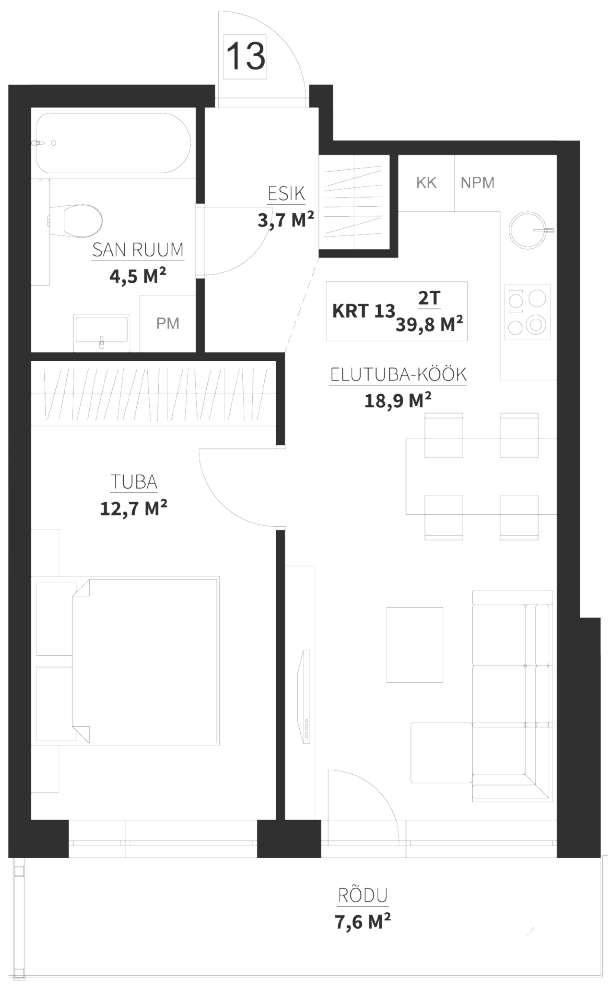 13
KK NPM
ESIK
3,7 M²
SAN RUUM
4,5 M²
PM
KRT 13 2T
39,8 M²
ELUTUBA-KÖÖK
18,9 M²
TUBA
12,7 M²
RÕDU
7,6 M²